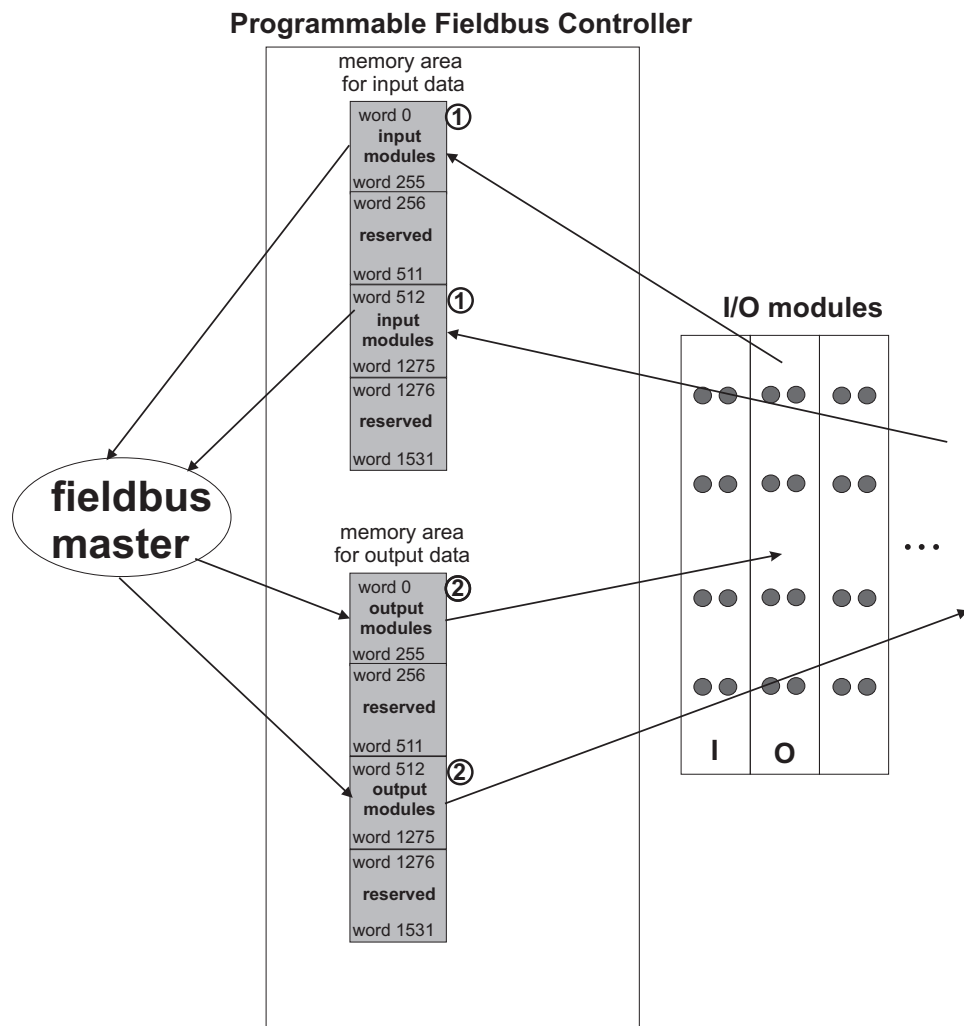 Programmable Fieldbus Controller
memory area
for input data
word 0
①
input
modules
word 255
word 256
reserved
word 511
word 512
①
input
modules
word 1275
word 1276
reserved
word 1531
I/O modules
fieldbus
master
memory area
for output data
word 0
②
output
modules
word 255
word 256
reserved
word 511
word 512
②
output
modules
word 1275
word 1276
reserved
word 1531
...
I
O